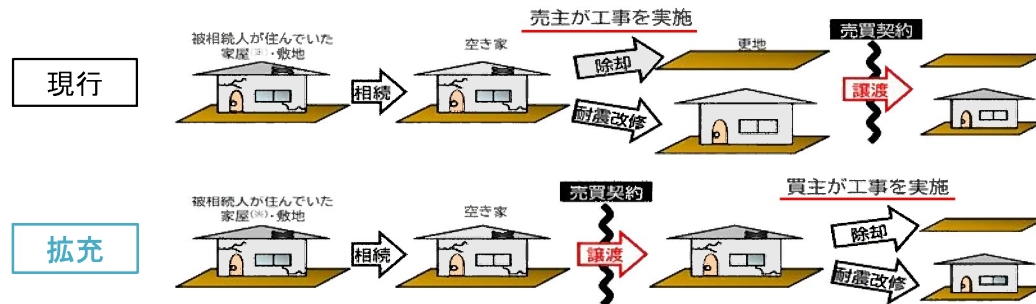 現行
被相続人が住んでいた
家屋(※)・敷地
相続
空き家
売主が工事を実施
除却
耐震改修
更地
売買契約
譲渡
拡充
被相続人が住んでいた
家屋(※)・敷地
相続
空き家
売買契約
譲渡
買主が工事を実施
除却
耐震改修